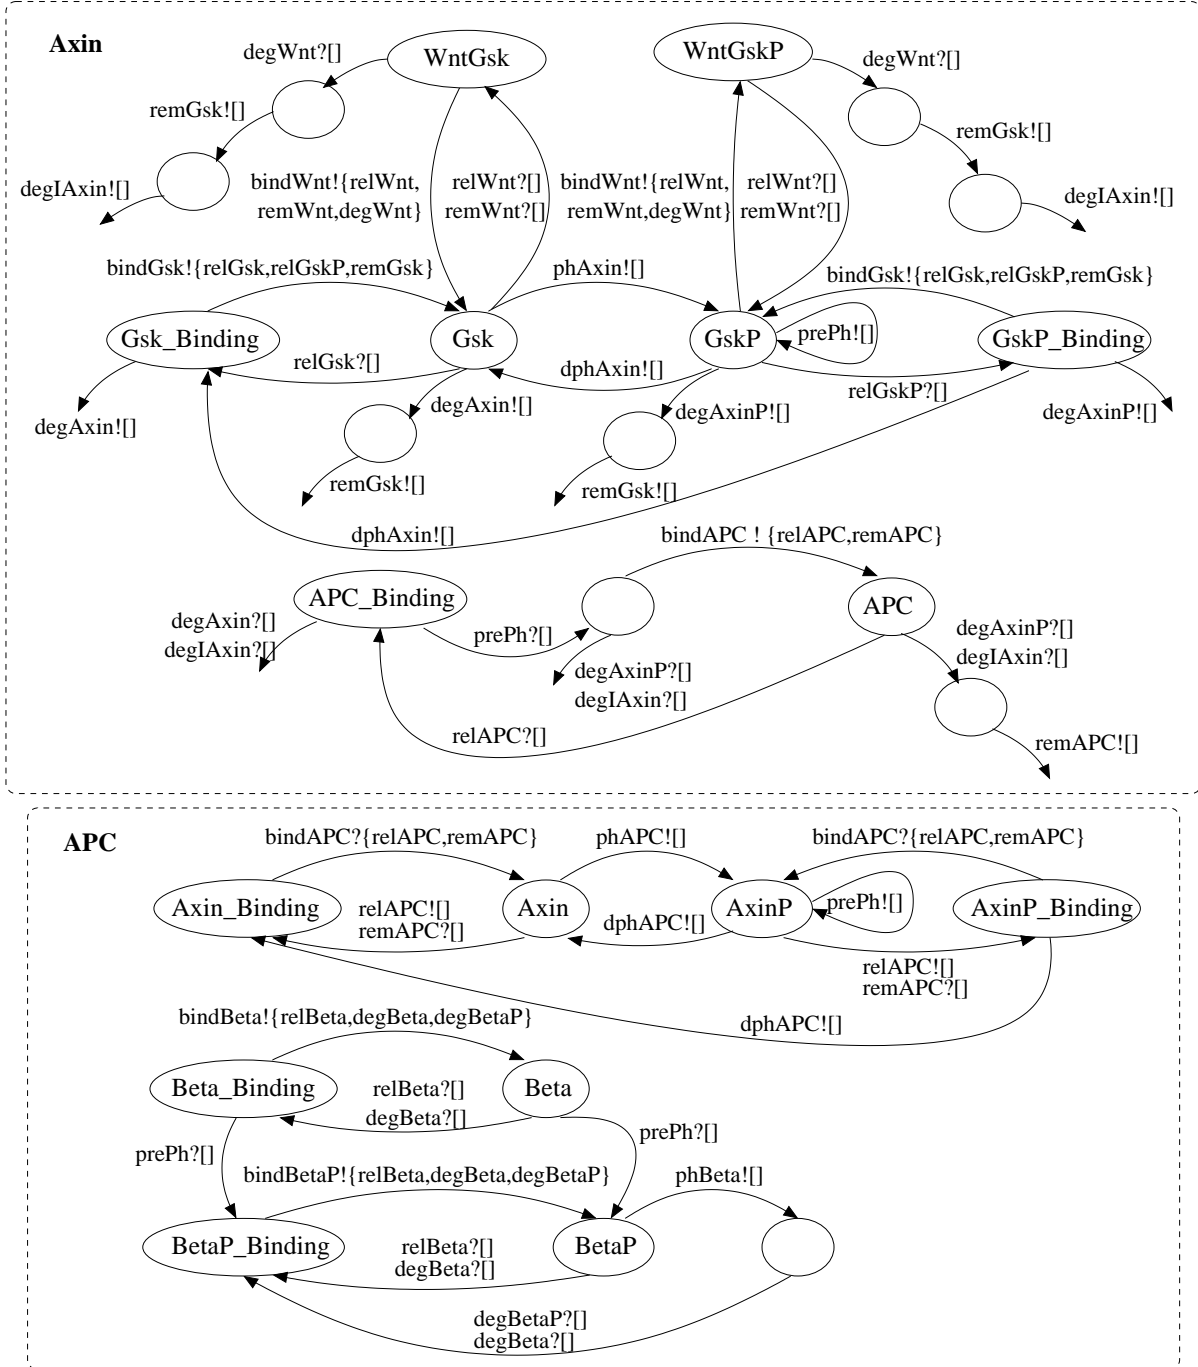 Axin
degWnt?[]
WntGsk
WntGskP
degWnt?[]
remGsk![]
remGsk![]
degIAxin![]
bindWnt!{relWnt,
remWnt,degWnt}
relWnt?[]
remWnt?[]
bindWnt!{relWnt,
remWnt,degWnt}
relWnt?[]
remWnt?[]
degIAxin![]
bindGsk!{relGsk,relGskP,remGsk}
phAxin![]
bindGsk!{relGsk,relGskP,remGsk}
Gsk_Binding
Gsk
GskP
prePh![]
GskP_Binding
relGsk?[]
dphAxin![]
relGskP?[]
degAxin![]
degAxin![]
degAxinP![]
degAxinP![]
remGsk![]
remGsk![]
dphAxin![]
bindAPC ! {relAPC,remAPC}
APC_Binding
APC
degAxin?[]
degIAxin?[]
prePh?[]
degAxinP?[]
degIAxin?[]
degAxinP?[]
degIAxin?[]
relAPC?[]
remAPC![]
APC
bindAPC?{relAPC,remAPC}
phAPC![]
bindAPC?{relAPC,remAPC}
Axin_Binding
relAPC![]
remAPC?[]
Axin
dphAPC![]
AxinP
prePh![]
AxinP_Binding
relAPC![]
remAPC?[]
dphAPC![]
bindBeta!{relBeta,degBeta,degBetaP}
Beta_Binding
relBeta?[]
degBeta?[]
Beta
prePh?[]
prePh?[]
bindBetaP!{relBeta,degBeta,degBetaP}
phBeta![]
BetaP_Binding
relBeta?[]
degBeta?[]
BetaP
degBetaP?[]
degBeta?[]